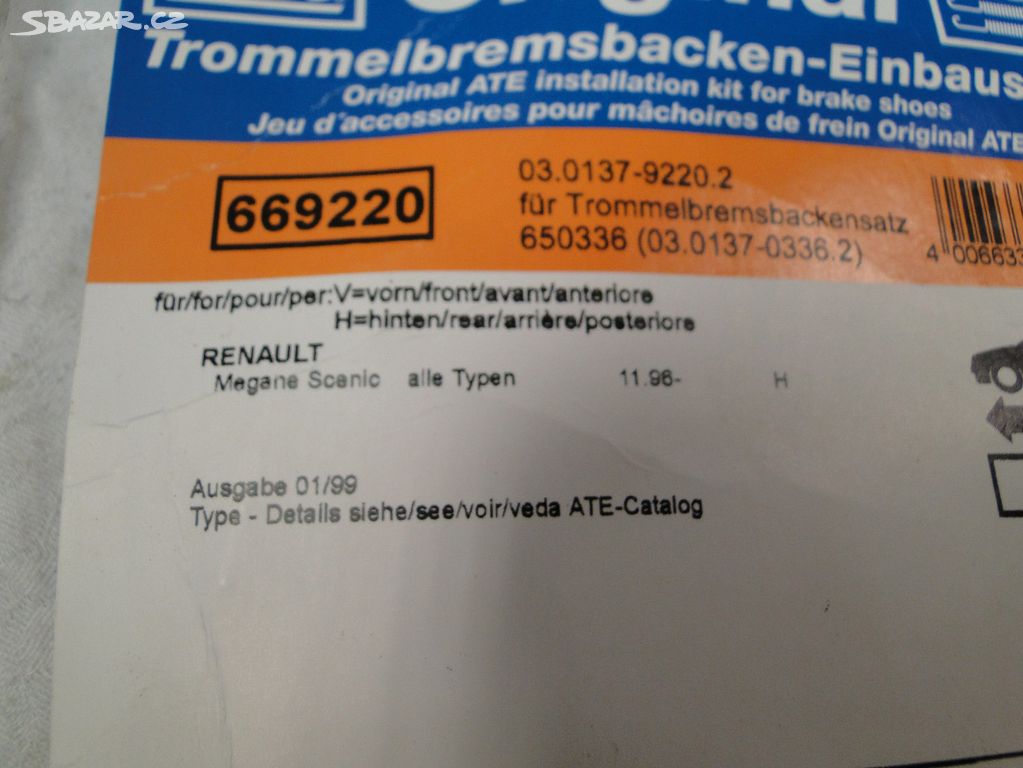 SBAZAR.CZ
Original
Trommelbremsbacken-Einbaus
Original ATE installation kit for brake shoes
Jeu d'accessoires pour mâchoires de frein Original ATE
669220
03.0137-9220.2
für Trommelbremsbackensatz
650336 (03.0137-0336.2)
4 006633
für/for/pour/per:V=vorn/front/avant/anteriore
H=hinten/rear/arrière/posteriore
RENAULT
Megane Scenic alle Typen 11.96- H
Ausgabe 01/99
Type - Details siehe/see/voir/veda ATE-Catalog